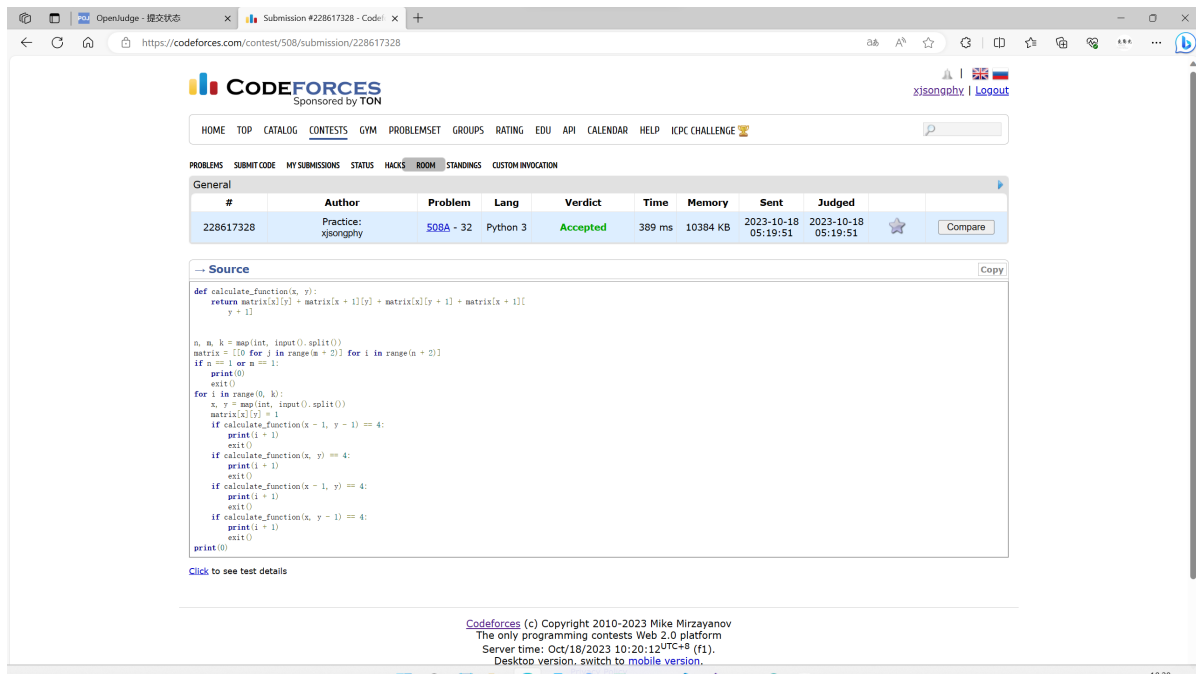 OpenJudge - 提交状态
Submission #228617328 - Codef
https://codeforces.com/contest/508/submission/228617328
CODEFORCES
Sponsored by TON
xjsongphy | Logout
HOME TOP CATALOG CONTESTS GYM PROBLEMSET GROUPS RATING EDU API CALENDAR HELP ICPC CHALLENGE
PROBLEMS SUBMIT CODE MY SUBMISSIONS STATUS HACKS ROOM STANDINGS CUSTOM INVOCATION
General
# Author Problem Lang Verdict Time Memory Sent Judged
228617328 Practice: xjsongphy 508A - 32 Python 3 Accepted 389 ms 10384 KB 2023-10-18 05:19:51 2023-10-18 05:19:51 Compare
→ Source Copy
def calculate_function(x, y):
    return matrix[x][y] + matrix[x + 1][y] + matrix[x][y + 1] + matrix[x + 1][
        y + 1]
n, m, k = map(int, input().split())
matrix = [[0 for j in range(m + 2)] for i in range(n + 2)]
if n == 1 or m == 1:
    print(0)
    exit()
for i in range(0, k):
    x, y = map(int, input().split())
    matrix[x][y] = 1
    if calculate_function(x - 1, y - 1) == 4:
        print(i + 1)
        exit()
    if calculate_function(x, y) == 4:
        print(i + 1)
        exit()
    if calculate_function(x - 1, y) == 4:
        print(i + 1)
        exit()
    if calculate_function(x, y - 1) == 4:
        print(i + 1)
        exit()
print(0)
Click to see test details
Codeforces (c) Copyright 2010-2023 Mike Mirzayanov
The only programming contests Web 2.0 platform
Server time: Oct/18/2023 10:20:12 UTC+8 (f1).
Desktop version, switch to mobile version.